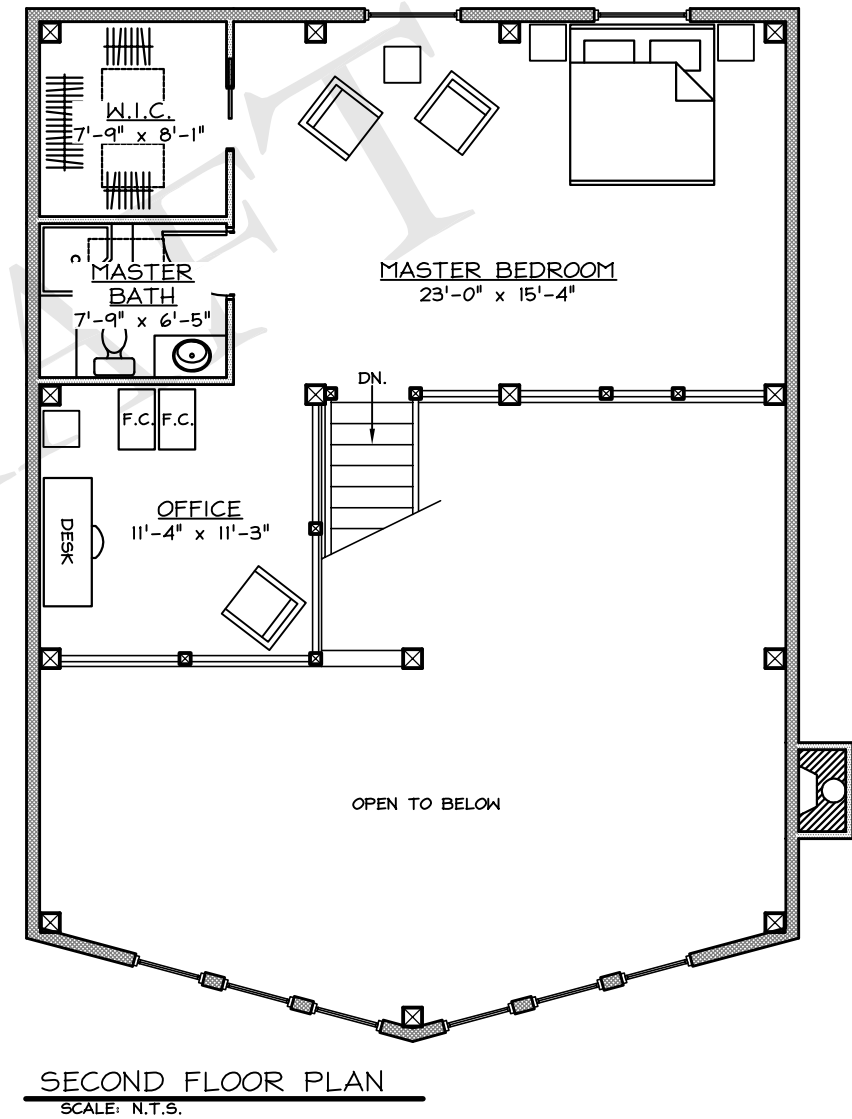 W.I.C.
7'-9" x 8'-1"
MASTER
BATH
7'-9" x 6'-5"
MASTER BEDROOM
23'-0" x 15'-4"
DN.
F.C. F.C.
OFFICE
11'-4" x 11'-3"
DESK
OPEN TO BELOW
SECOND FLOOR PLAN
SCALE: N.T.S.